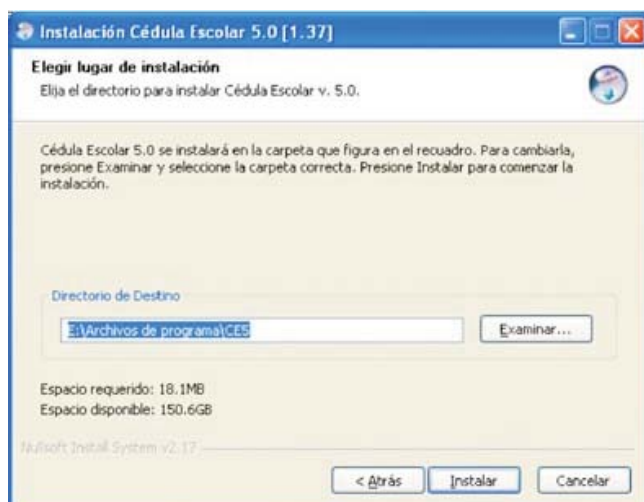 Instalación Cédula Escolar 5.0 [1.37]
Elegir lugar de instalación
Elija el directorio para instalar Cédula Escolar v. 5.0.
Cédula Escolar 5.0 se instalará en la carpeta que figura en el recuadro. Para cambiarla,
presione Examinar y seleccione la carpeta correcta. Presione Instalar para comenzar la
instalación.
Directorio de Destino
E:\Archivos de programa\CE5
Examinar...
Espacio requerido: 18.1MB
Espacio disponible: 150.6GB
Nullsoft Install System v2.17
< Atrás
Instalar
Cancelar